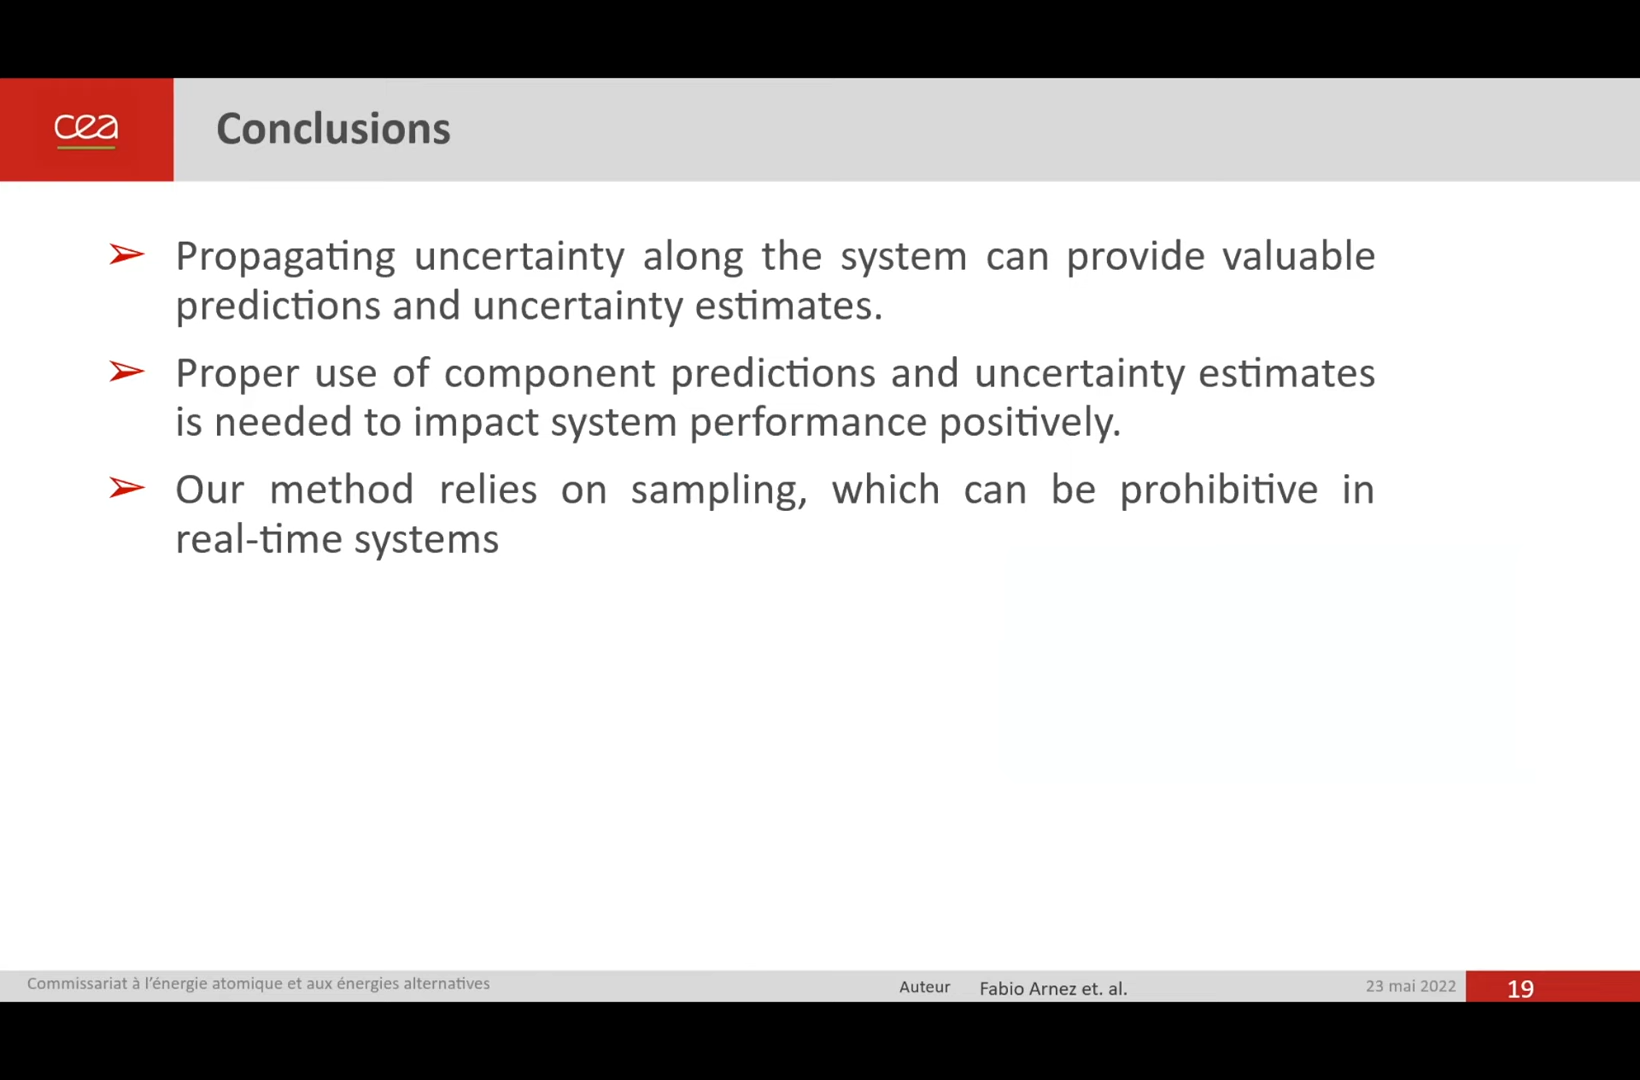 cea
Conclusions
➢ Propagating uncertainty along the system can provide valuable
predictions and uncertainty estimates.
➢ Proper use of component predictions and uncertainty estimates
is needed to impact system performance positively.
➢ Our method relies on sampling, which can be prohibitive in
real-time systems
Commissariat à l'énergie atomique et aux énergies alternatives
Auteur Fabio Arnez et. al.
23 mai 2022
19